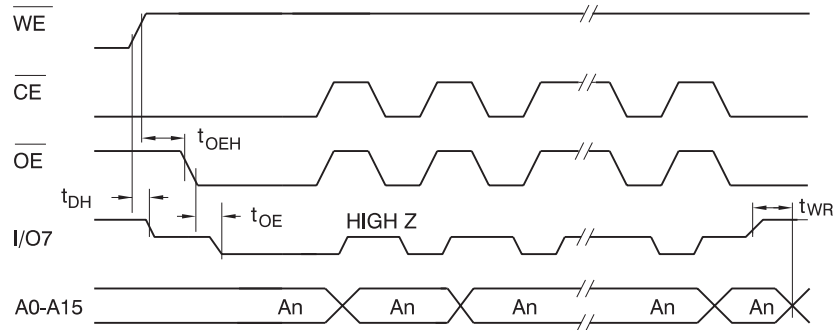 WE
CE
t_OEH
OE
t_DH
t_OE
HIGH Z
t_WR
I/O7
A0-A15 An An An An An